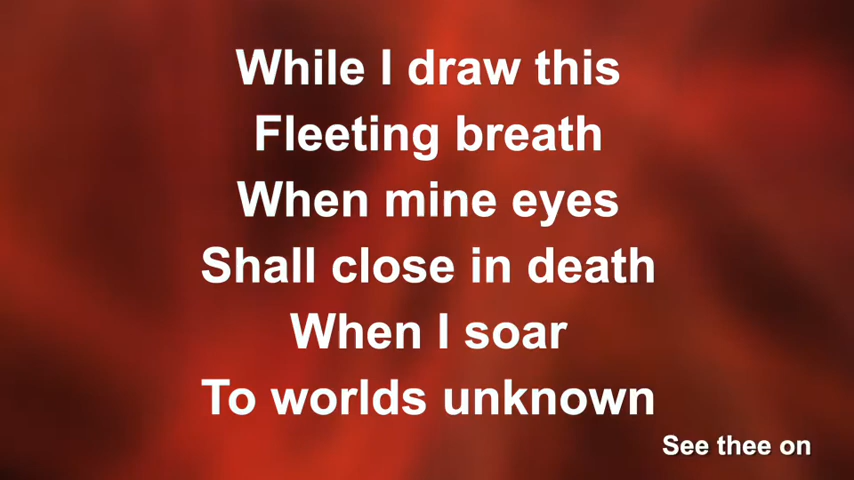 While I draw this
Fleeting breath
When mine eyes
Shall close in death
When I soar
To worlds unknown
See thee on